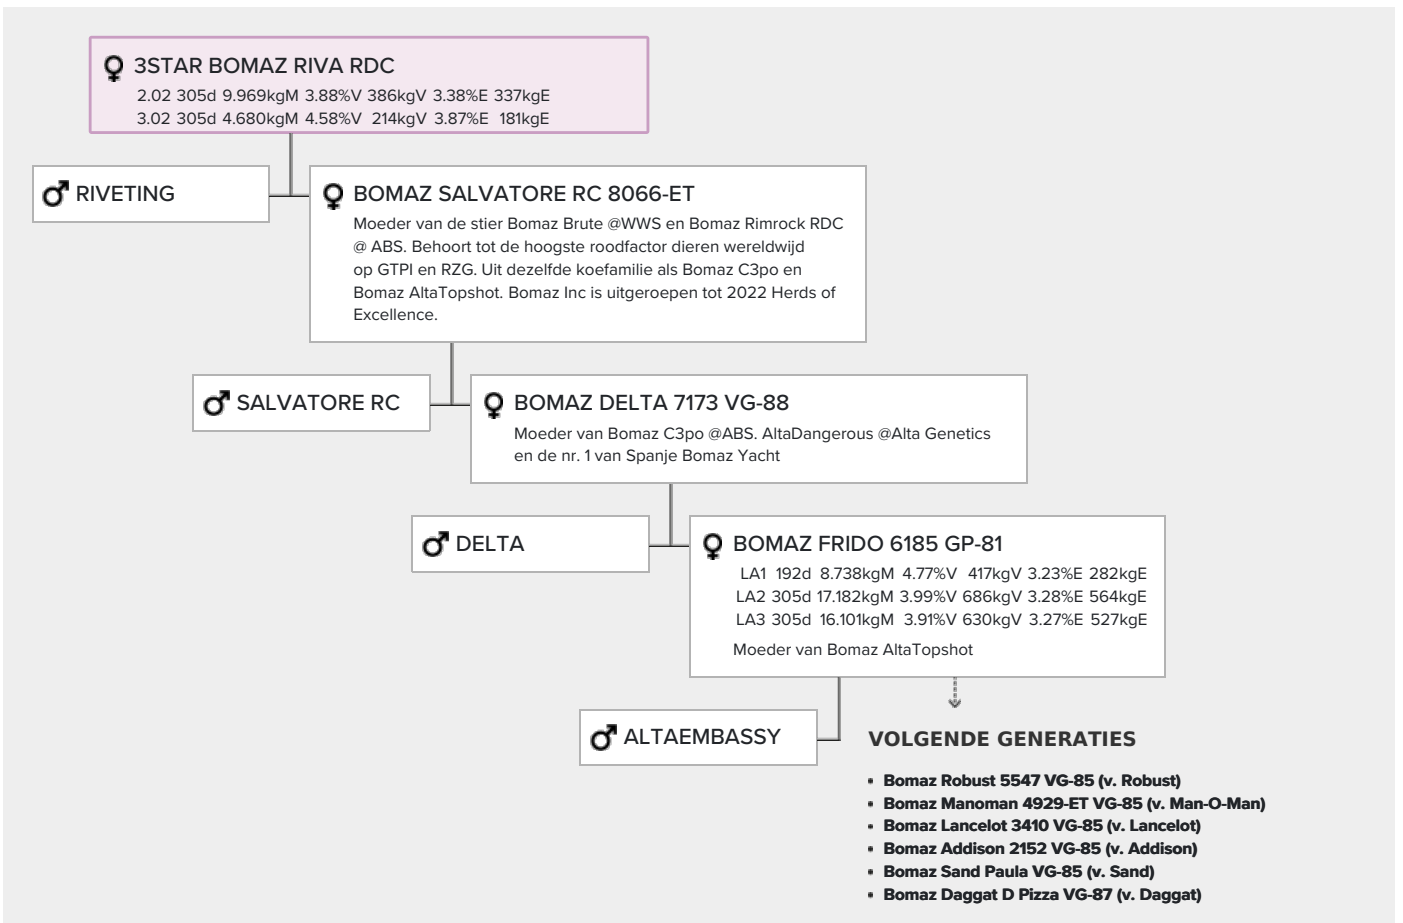 3STAR BOMAZ RIVA RDC
2.02 305d 9.969kgM 3.88%V 386kgV 3.38%E 337kgE
3.02 305d 4.680kgM 4.58%V 214kgV 3.87%E 181kgE
RIVETING
BOMAZ SALVATORE RC 8066-ET
Moeder van de stier Bomaz Brute @WWS en Bomaz Rimrock RDC
@ ABS. Behoort tot de hoogste roodfactor dieren wereldwijd
op GTPI en RZG. Uit dezelfde koefamilie als Bomaz C3po en
Bomaz AltaTopshot. Bomaz Inc is uitgeroepen tot 2022 Herds of
Excellence.
SALVATORE RC
BOMAZ DELTA 7173 VG-88
Moeder van Bomaz C3po @ABS. AltaDangerous @Alta Genetics
en de nr. 1 van Spanje Bomaz Yacht
DELTA
BOMAZ FRIDO 6185 GP-81
LA1 192d 8.738kgM 4.77%V 417kgV 3.23%E 282kgE
LA2 305d 17.182kgM 3.99%V 686kgV 3.28%E 564kgE
LA3 305d 16.101kgM 3.91%V 630kgV 3.27%E 527kgE
Moeder van Bomaz AltaTopshot
ALTAEMBASSY
VOLGENDE GENERATIES
• Bomaz Robust 5547 VG-85 (v. Robust)
• Bomaz Manoman 4929-ET VG-85 (v. Man-O-Man)
• Bomaz Lancelot 3410 VG-85 (v. Lancelot)
• Bomaz Addison 2152 VG-85 (v. Addison)
• Bomaz Sand Paula VG-85 (v. Sand)
• Bomaz Daggat D Pizza VG-87 (v. Daggat)